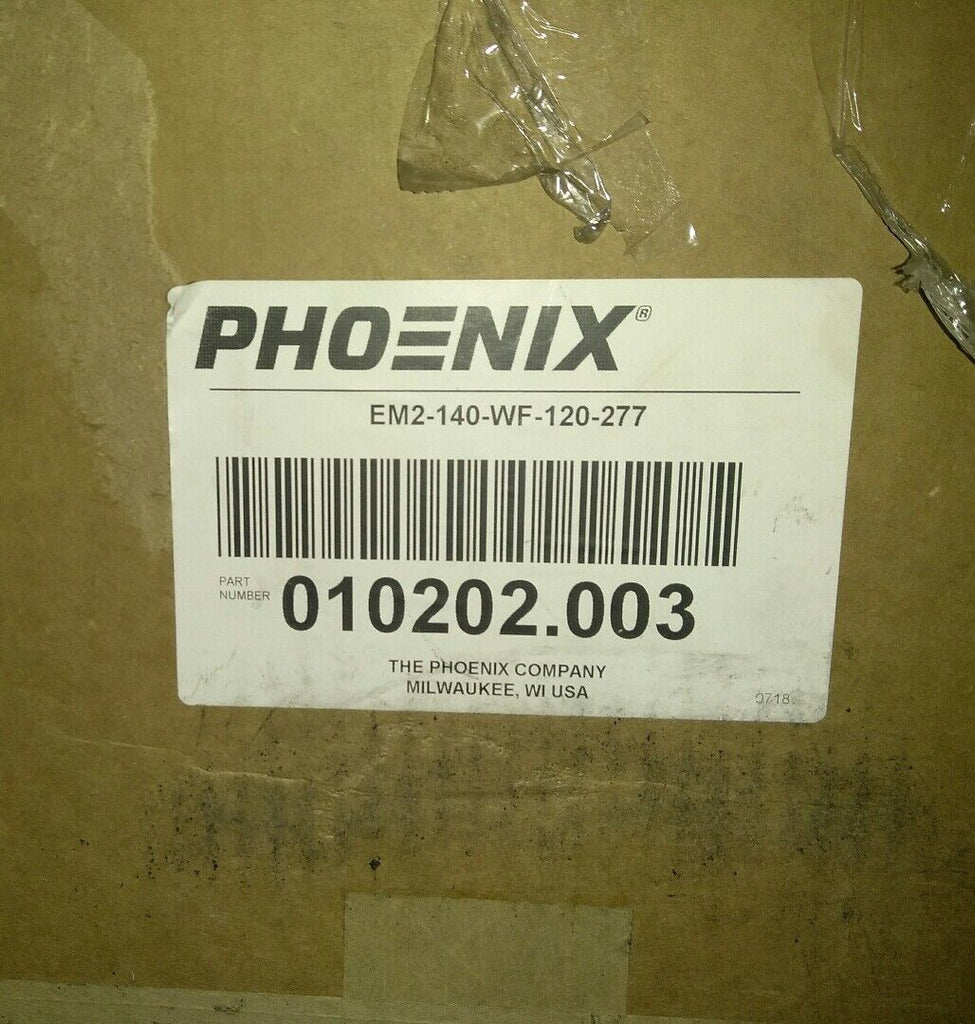 PHOENIX®
EM2-140-WF-120-277
PART
NUMBER
010202.003
THE PHOENIX COMPANY
MILWAUKEE, WI USA
0718